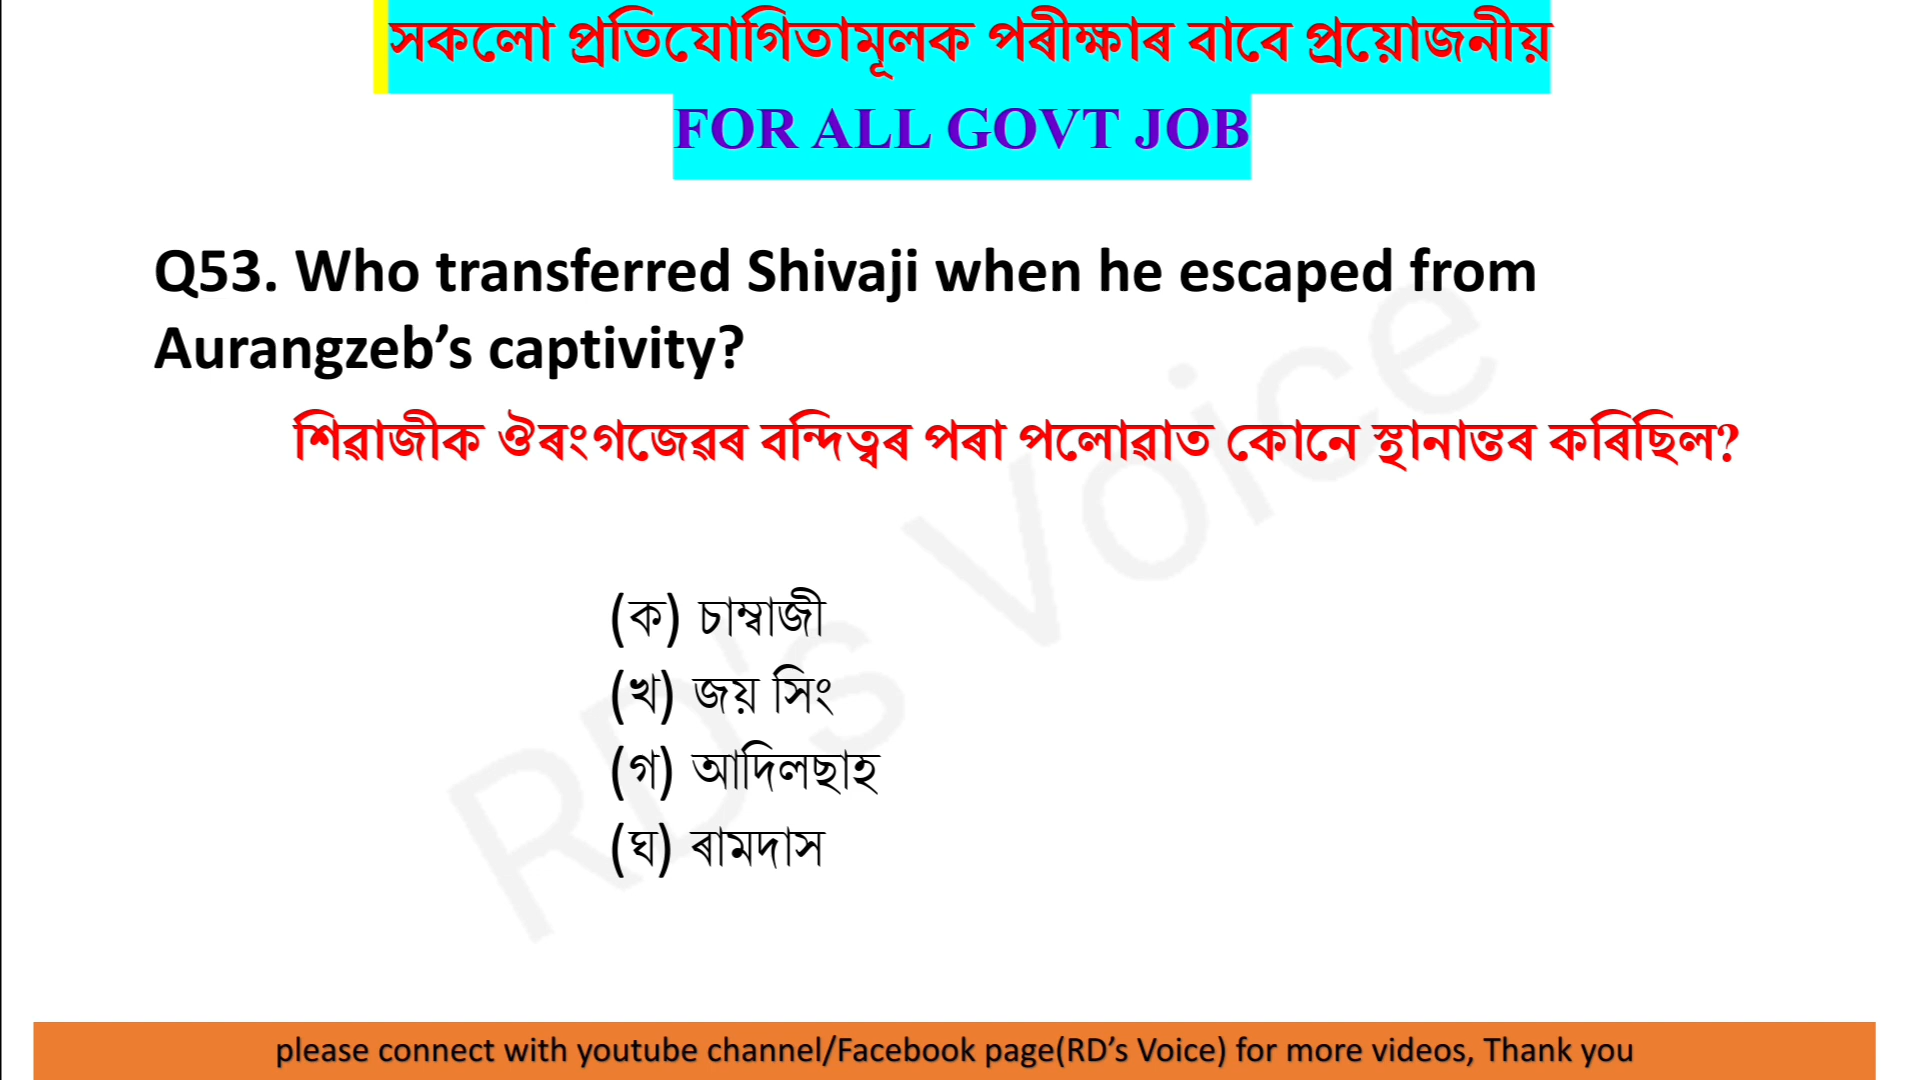 সকলো প্ৰতিযোগিতামূলক পৰীক্ষাৰ বাবে প্ৰয়োজনীয়
FOR ALL GOVT JOB
Q53. Who transferred Shivaji when he escaped from
Aurangzeb’s captivity?
শিৱাজীক ঔৰংগজেৱৰ বন্দিত্বৰ পৰা পলোৱাত কোনে স্থানান্তৰ কৰিছিল?
(ক) চাম্বাজী
(খ) জয় সিং
(গ) আদিলছাহ
(ঘ) ৰামদাস
RD's Voice
please connect with youtube channel/Facebook page(RD’s Voice) for more videos, Thank you